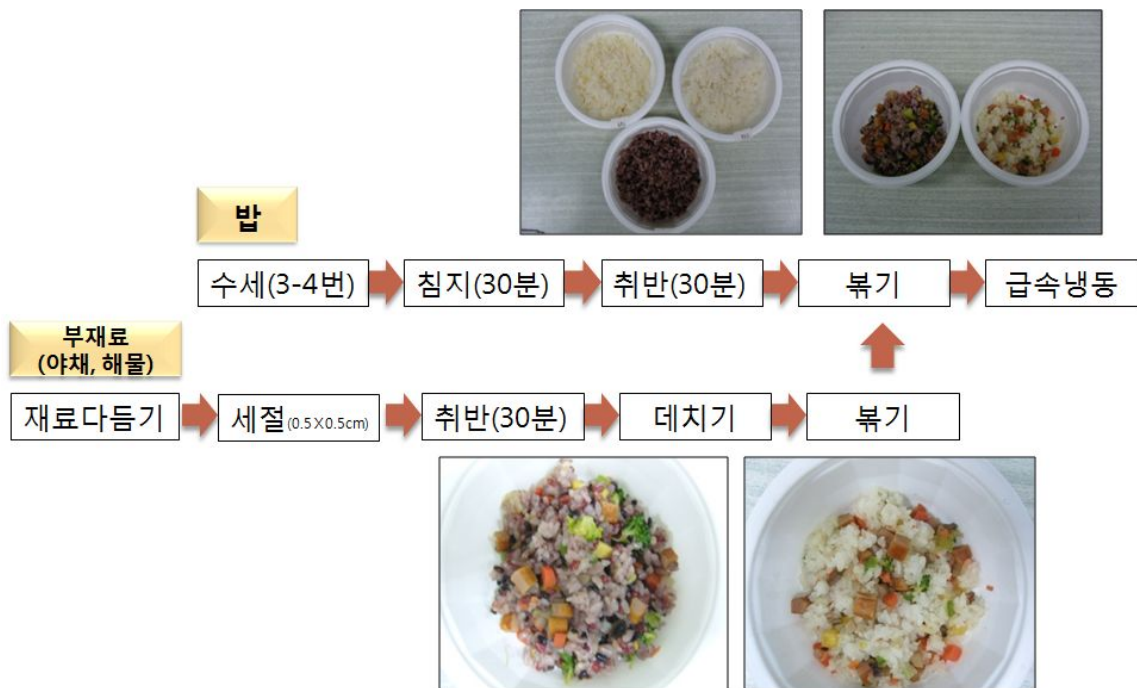 밥
수세(3-4번)
침지(30분)
취반(30분)
볶기
급속냉동
부재료
(야채, 해물)
재료다듬기
세절(0.5X0.5cm)
취반(30분)
데치기
볶기